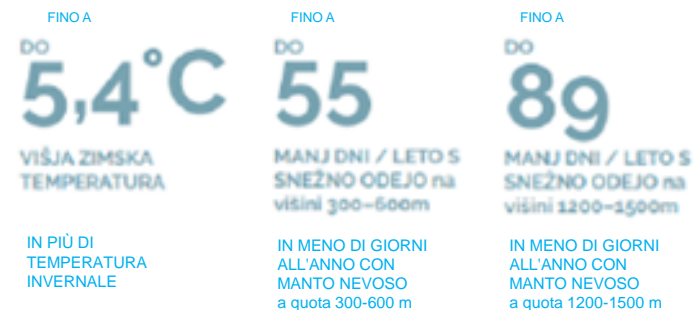 FINO A
DO
5,4°C
VIŠJA ZIMSKA
TEMPERATURA
IN PIÙ DI
TEMPERATURA
INVERNALE
FINO A
DO
55
MANJ DNI / LETO S
SNEŽNO ODEJO na
višini 300–600m
IN MENO DI GIORNI
ALL'ANNO CON
MANTO NEVOSO
a quota 300-600 m
FINO A
DO
89
MANJ DNI / LETO S
SNEŽNO ODEJO na
višini 1200–1500m
IN MENO DI GIORNI
ALL'ANNO CON
MANTO NEVOSO
a quota 1200-1500 m